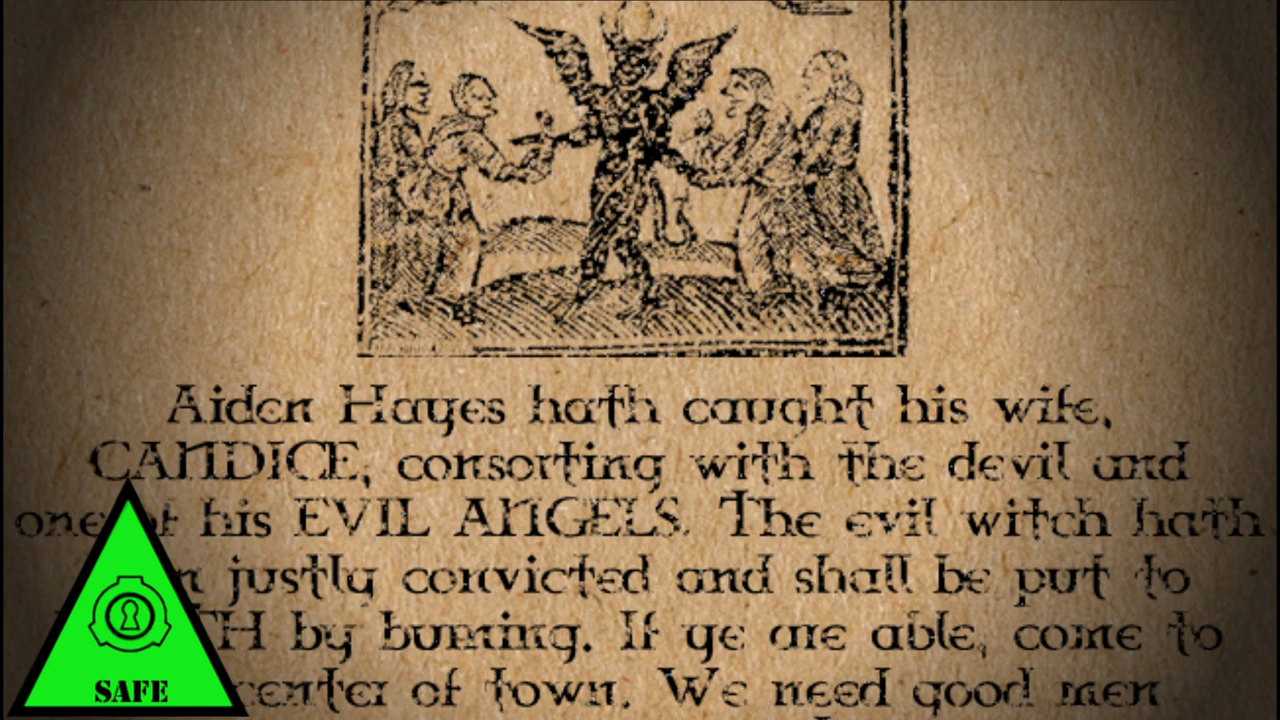 Aiden Hayes hath caught his wife,
CANDICE, consorting with the devil and
one of his EVIL ANGELS. The evil witch hath
justly convicted and shall be put to
by burning. If ye are able, come to
center of town. We need good men
SAFE